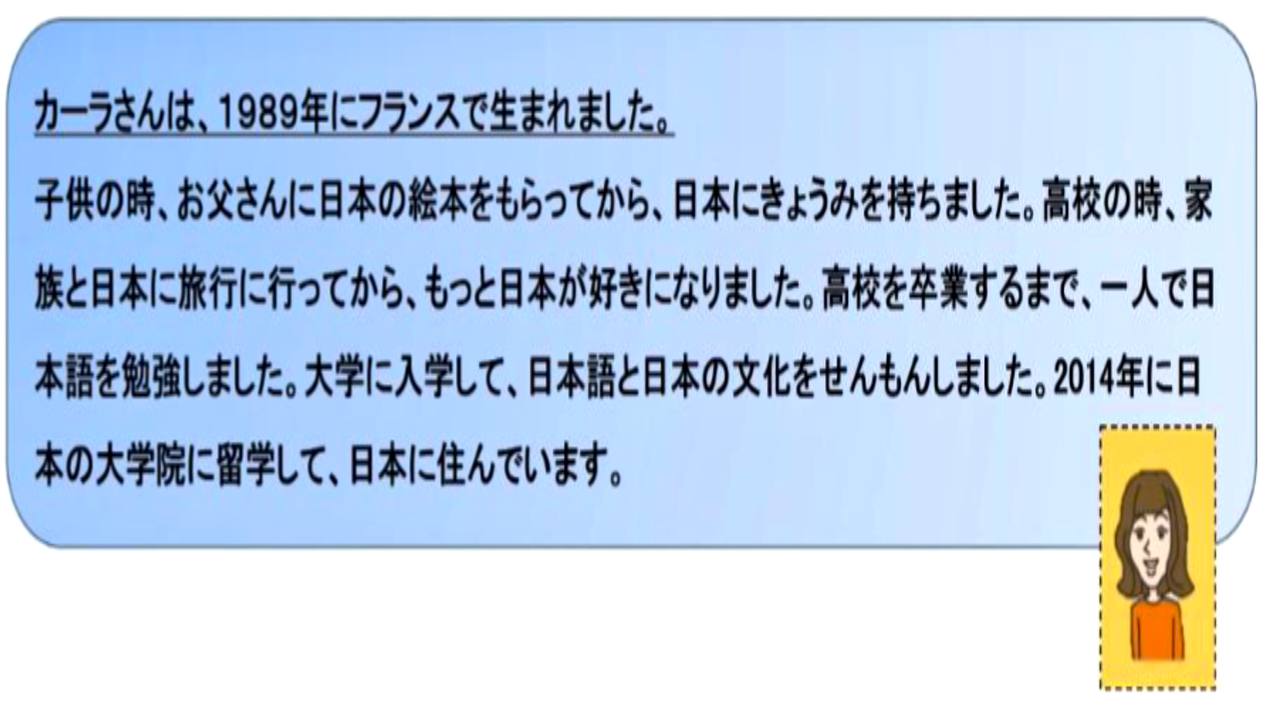 カーラさんは、1989年にフランスで生まれました。
子供の時、お父さんに日本の絵本をもらってから、日本にきょうみを持ちました。高校の時、家
族と日本に旅行に行ってから、もっと日本が好きになりました。高校を卒業するまで、一人で日
本語を勉強しました。大学に入学して、日本語と日本の文化をせんもんしました。2014年に日
本の大学院に留学して、日本に住んでいます。